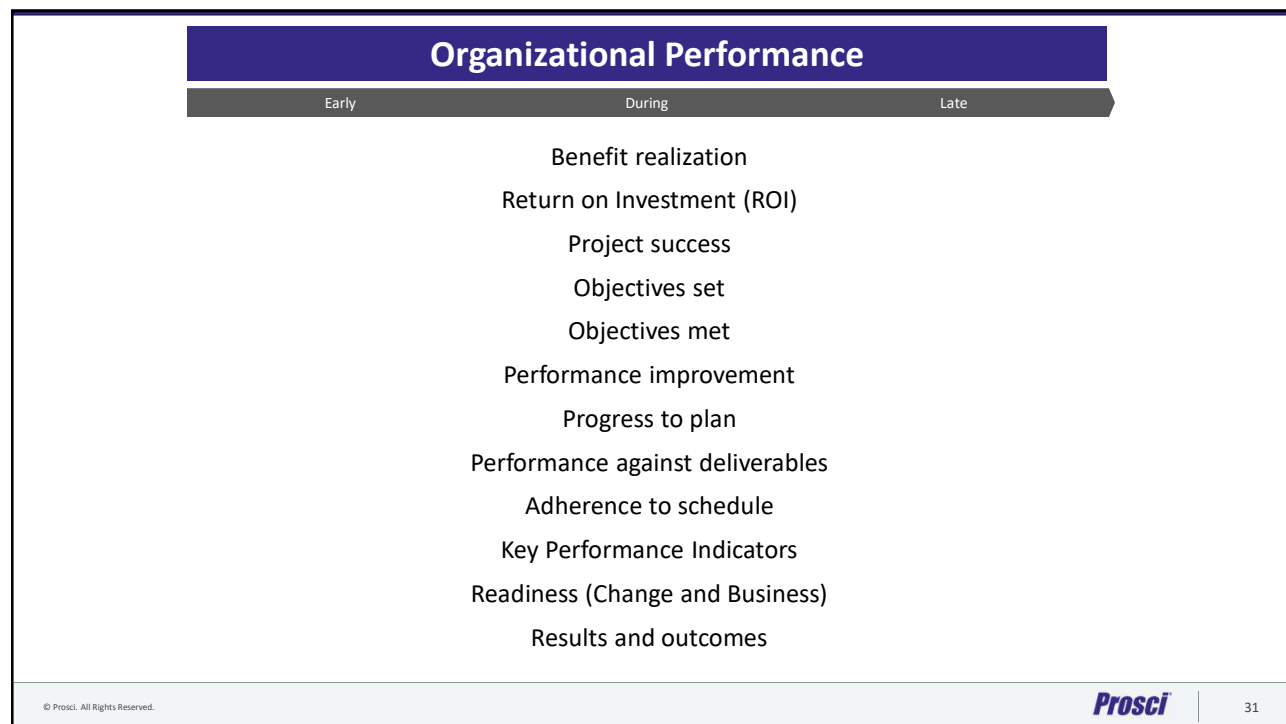 Organizational Performance
Early During Late
Benefit realization
Return on Investment (ROI)
Project success
Objectives set
Objectives met
Performance improvement
Progress to plan
Performance against deliverables
Adherence to schedule
Key Performance Indicators
Readiness (Change and Business)
Results and outcomes
© Prosci. All Rights Reserved. Prosci 31